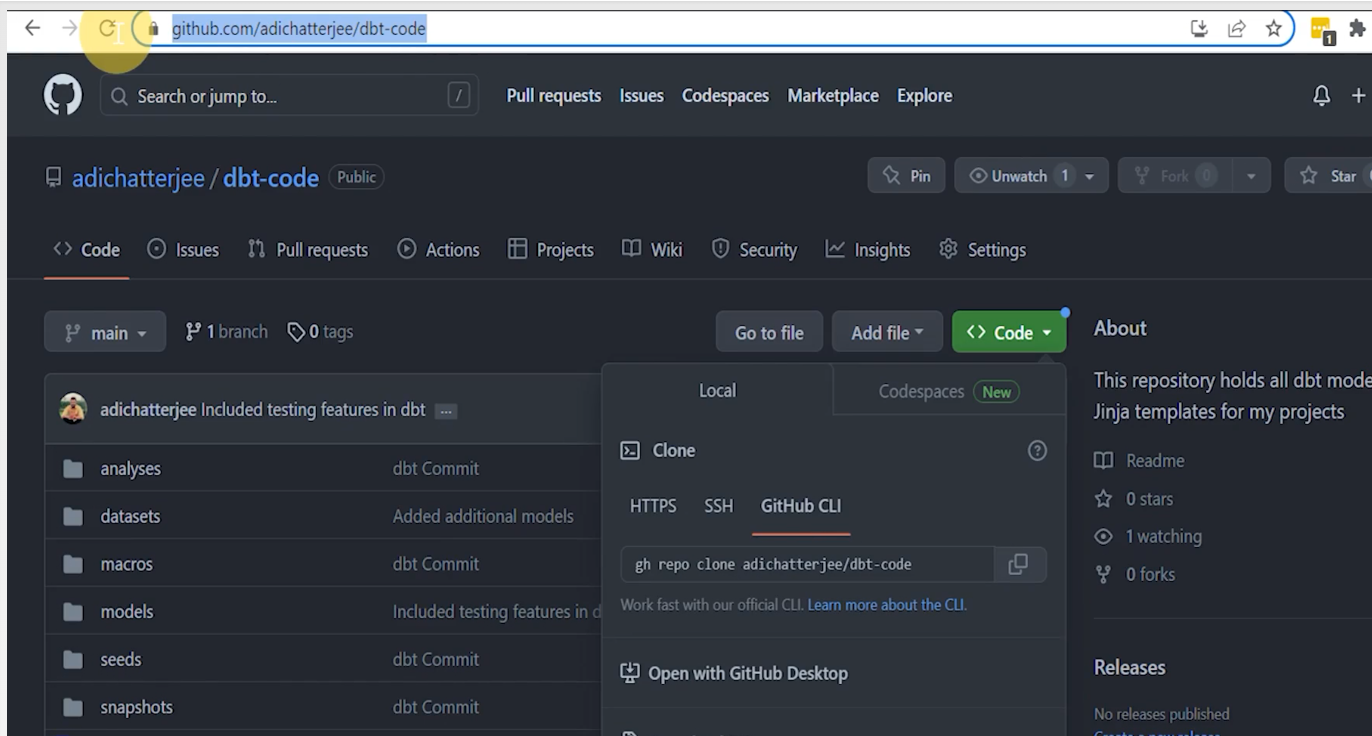 github.com/adichatterjee/dbt-code
1
Search or jump to...
/
Pull requests Issues Codespaces Marketplace Explore
adichatterjee / dbt-code Public
Pin
Unwatch 1
Fork 0
Star
Code Issues Pull requests Actions Projects Wiki Security Insights Settings
main 1 branch 0 tags
Go to file Add file Code
About
This repository holds all dbt
Jinja templates for my projects
Readme
0 stars
1 watching
0 forks
Releases
No releases published
Create a new release
adichatterjee Included testing features in dbt ...
analyses dbt Commit
datasets Added additional models
macros dbt Commit
models Included testing features in
seeds dbt Commit
snapshots dbt Commit
Local Codespaces New
Clone
HTTPS SSH GitHub CLI
gh repo clone adichatterjee/dbt-code
Work fast with our official CLI. Learn more about the CLI.
Open with GitHub Desktop